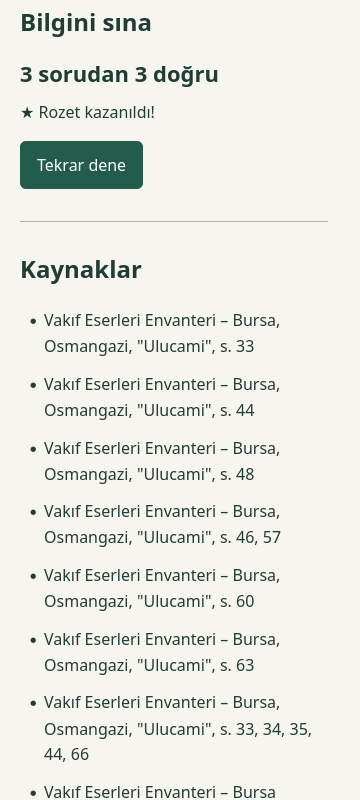 Bilgini sına
3 sorudan 3 doğru
★ Rozet kazanıldı!
Tekrar dene
Kaynaklar
• Vakıf Eserleri Envanteri – Bursa,
Osmangazi, "Ulucami", s. 33
• Vakıf Eserleri Envanteri – Bursa,
Osmangazi, "Ulucami", s. 44
• Vakıf Eserleri Envanteri – Bursa,
Osmangazi, "Ulucami", s. 48
• Vakıf Eserleri Envanteri – Bursa,
Osmangazi, "Ulucami", s. 46, 57
• Vakıf Eserleri Envanteri – Bursa,
Osmangazi, "Ulucami", s. 60
• Vakıf Eserleri Envanteri – Bursa,
Osmangazi, "Ulucami", s. 63
• Vakıf Eserleri Envanteri – Bursa,
Osmangazi, "Ulucami", s. 33, 34, 35,
44, 66
• Vakıf Eserleri Envanteri – Bursa